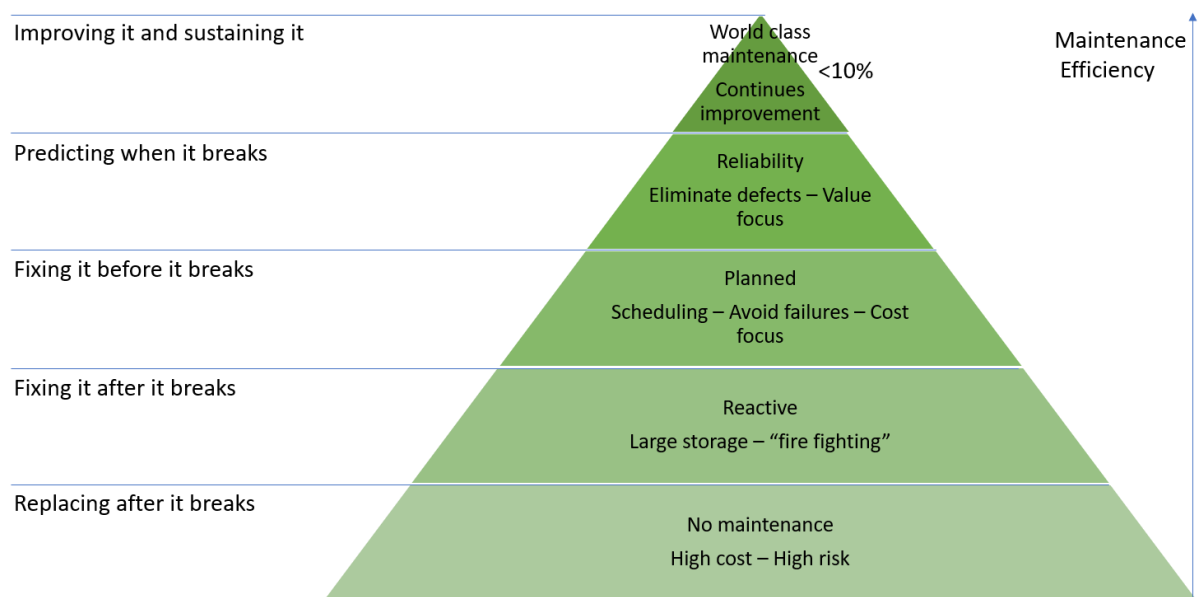 Improving it and sustaining it
World class
maintenance
<10%
Continues
improvement
Maintenance
Efficiency
Predicting when it breaks
Reliability
Eliminate defects – Value
focus
Fixing it before it breaks
Planned
Scheduling – Avoid failures – Cost
focus
Fixing it after it breaks
Reactive
Large storage – “fire fighting”
Replacing after it breaks
No maintenance
High cost – High risk